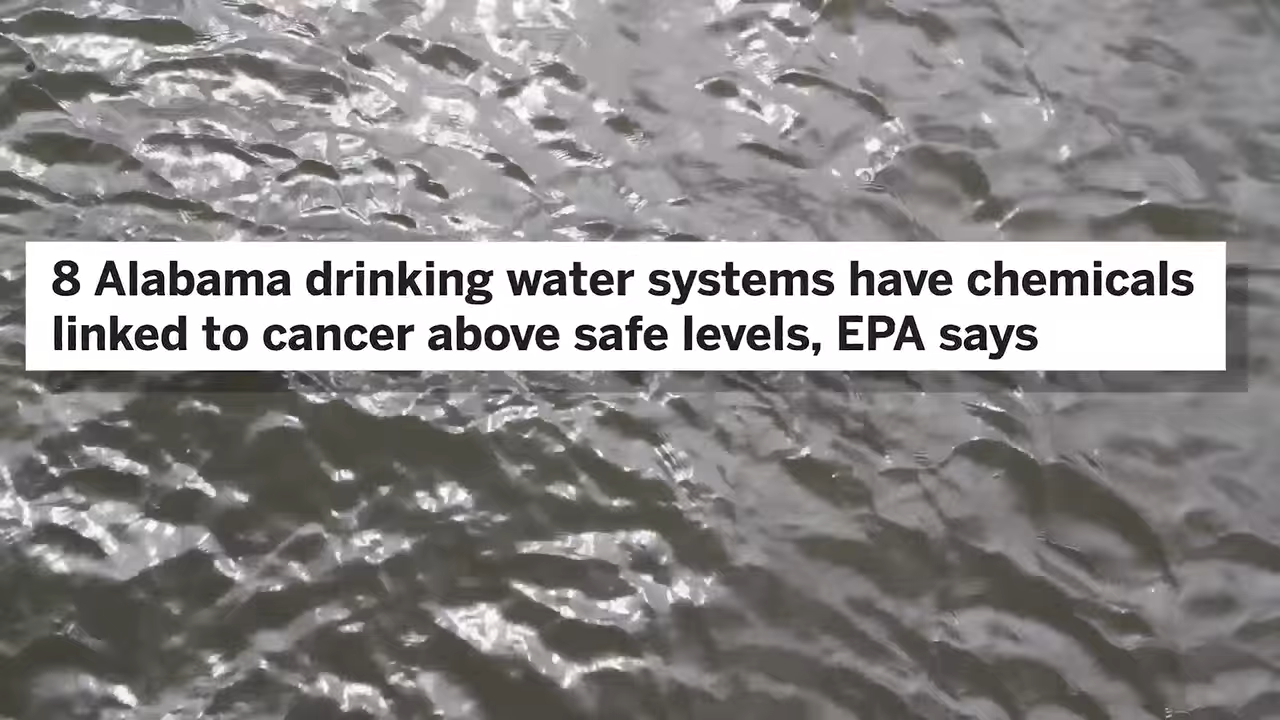 8 Alabama drinking water systems have chemicals
linked to cancer above safe levels, EPA says